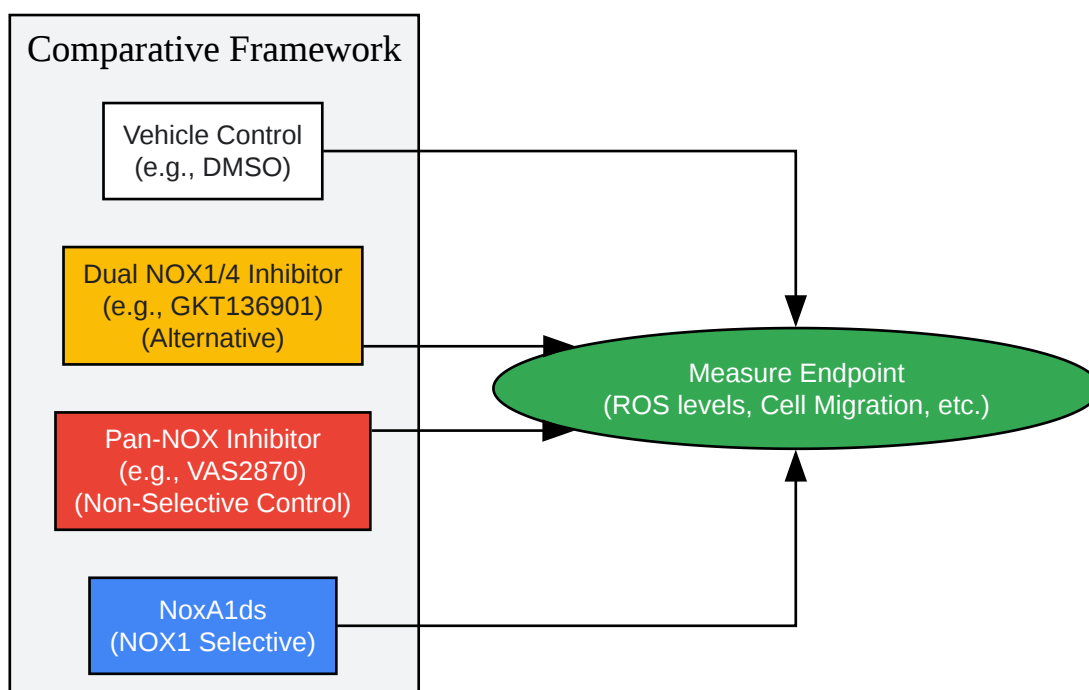 Comparative Framework
Vehicle Control
(e.g., DMSO)
Dual NOX1/4 Inhibitor
(e.g., GKT136901)
(Alternative)
Pan-NOX Inhibitor
(e.g., VAS2870)
(Non-Selective Control)
NoxA1ds
(NOX1 Selective)
Measure Endpoint
(ROS levels, Cell Migration, etc.)